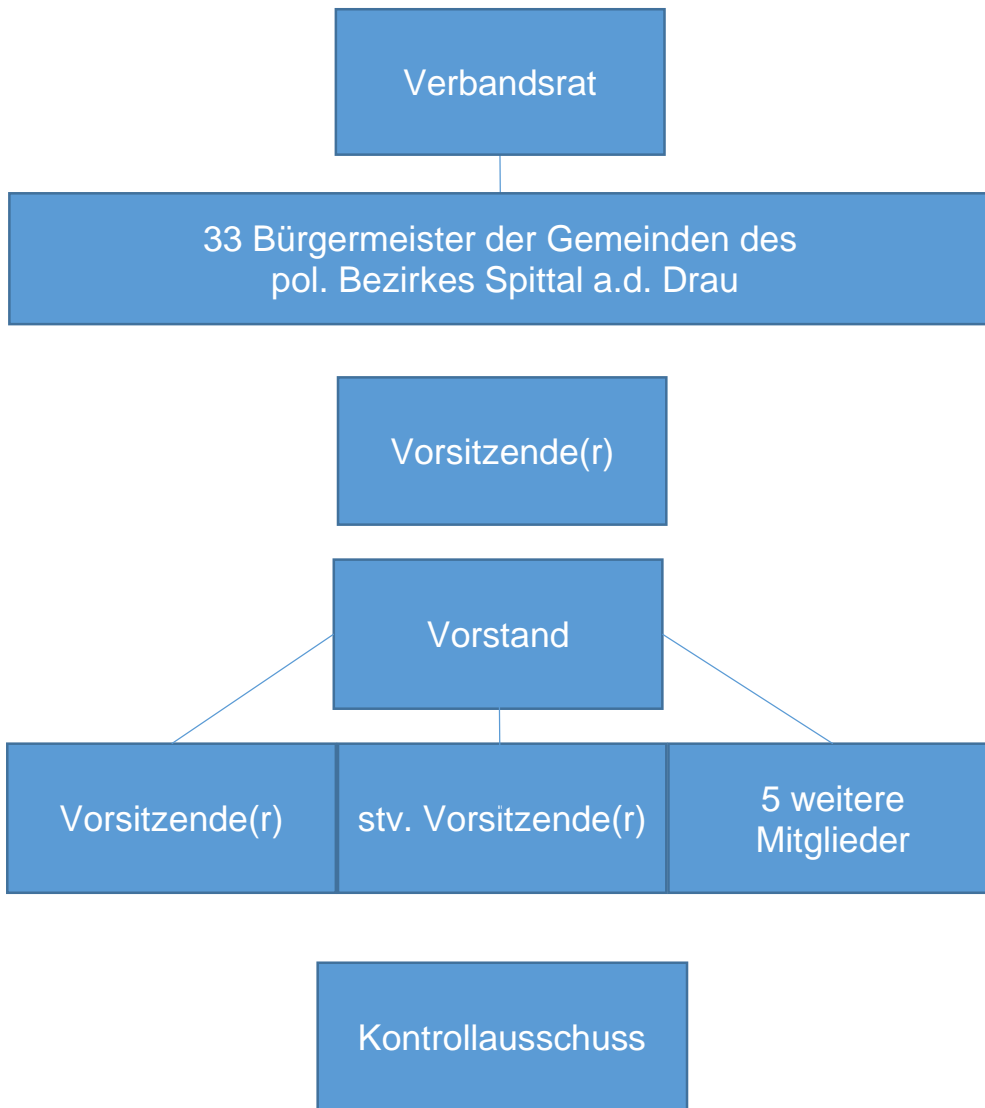 Verbandsrat
33 Bürgermeister der Gemeinden des
pol. Bezirkes Spittal a.d. Drau
Vorsitzende(r)
Vorstand
Vorsitzende(r)
stv. Vorsitzende(r)
5 weitere
Mitglieder
Kontrollausschuss